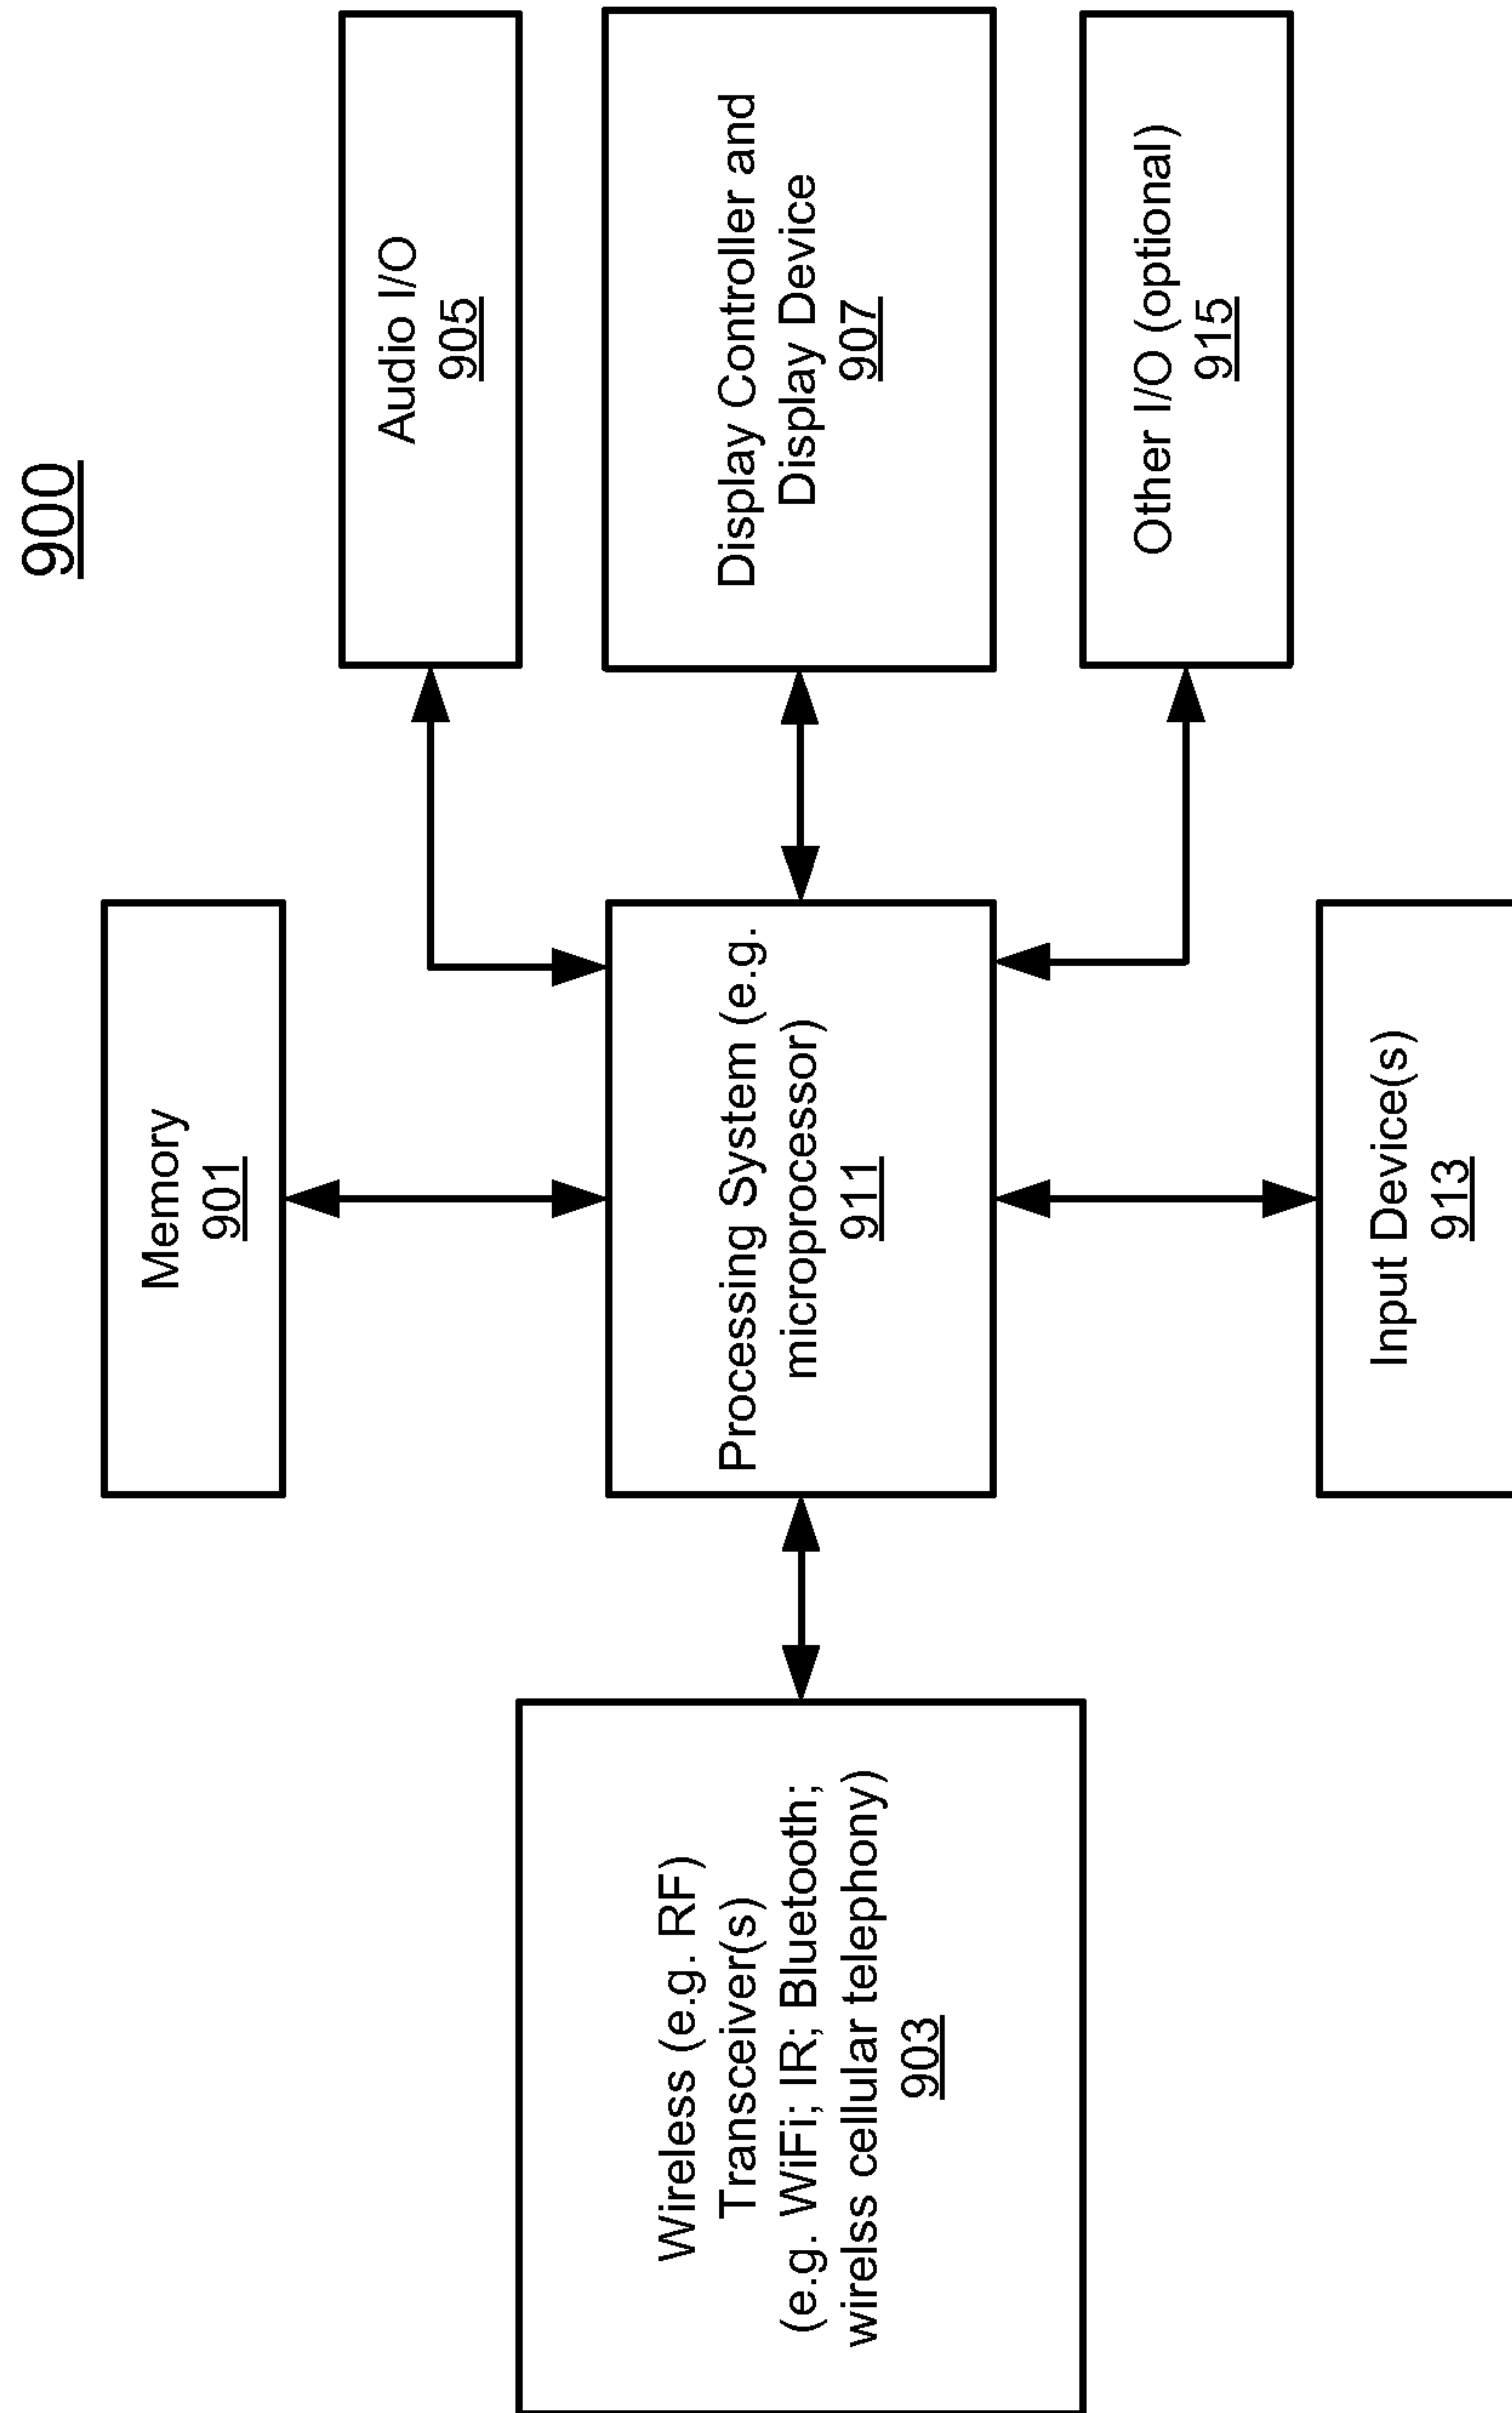 900
Memory
901
Audio I/O
905
Wireless (e.g. RF)
Transceiver(s)
(e.g. WiFi; IR; Bluetooth;
wirelss cellular telephony)
903
Processing System (e.g.
microprocessor)
911
Display Controller and
Display Device
907
Other I/O (optional)
915
Input Device(s)
913